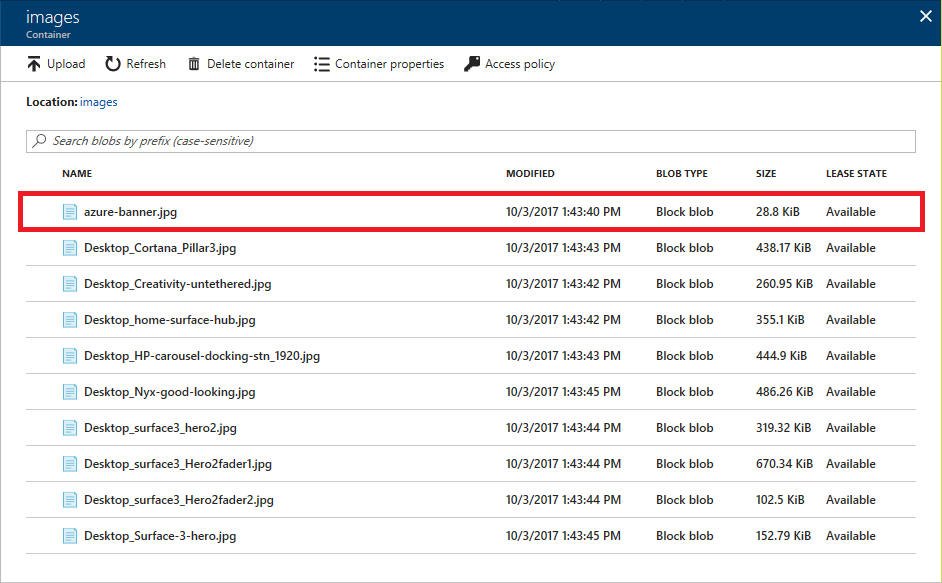 images
Container
Upload Refresh Delete container Container properties Access policy
Location: images
Search blobs by prefix (case-sensitive)
NAME MODIFIED BLOB TYPE SIZE LEASE STATE
azure-banner.jpg 10/3/2017 1:43:40 PM Block blob 28.8 KiB Available
Desktop_Cortana_Pillar3.jpg 10/3/2017 1:43:43 PM Block blob 438.17 KiB Available
Desktop_Creativity-untethered.jpg 10/3/2017 1:43:42 PM Block blob 260.95 KiB Available
Desktop_home-surface-hub.jpg 10/3/2017 1:43:42 PM Block blob 355.1 KiB Available
Desktop_HP-carousel-docking-stn_1920.jpg 10/3/2017 1:43:43 PM Block blob 444.9 KiB Available
Desktop_Nyx-good-looking.jpg 10/3/2017 1:43:45 PM Block blob 486.26 KiB Available
Desktop_surface3_hero2.jpg 10/3/2017 1:43:44 PM Block blob 319.32 KiB Available
Desktop_surface3_Hero2fader1.jpg 10/3/2017 1:43:44 PM Block blob 670.34 KiB Available
Desktop_surface3_Hero2fader2.jpg 10/3/2017 1:43:44 PM Block blob 102.5 KiB Available
Desktop_Surface-3-hero.jpg 10/3/2017 1:43:45 PM Block blob 152.79 KiB Available